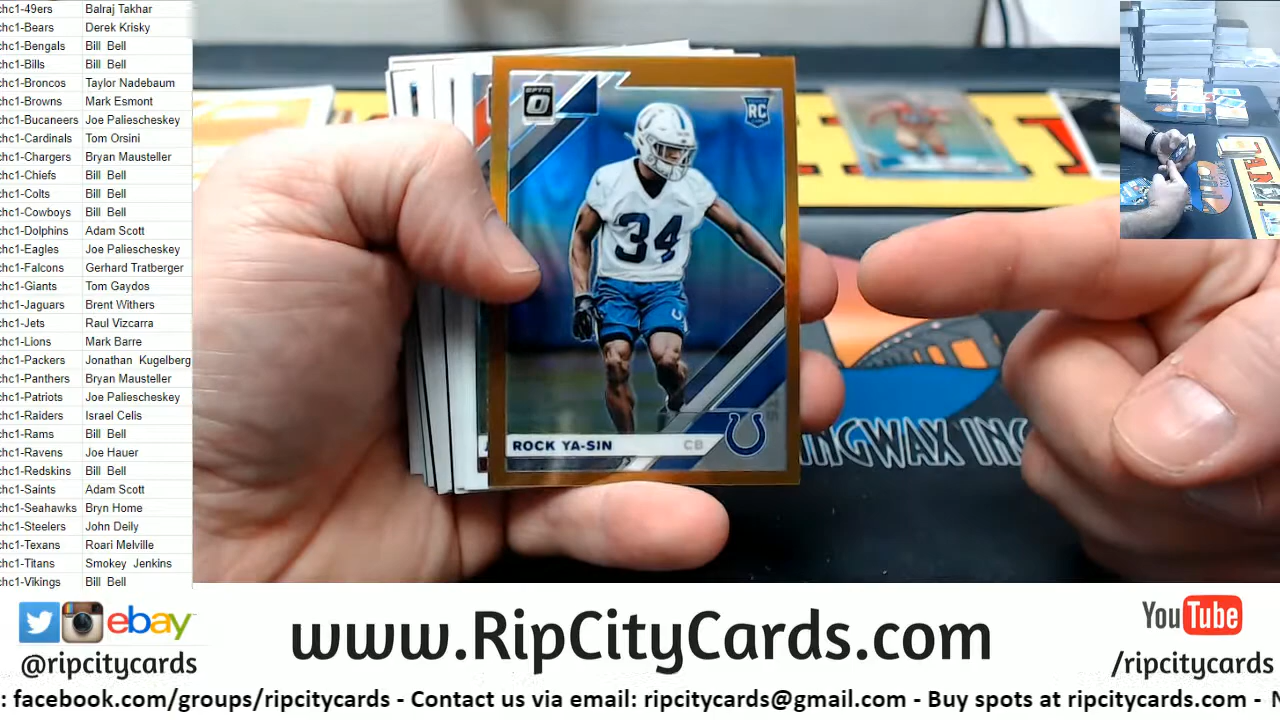 chc1-49ers Balraj Takhar
chc1-Bears Derek Krisky
chc1-Bengals Bill Bell
chc1-Bills Bill Bell
chc1-Broncos Taylor Nadebaum
chc1-Browns Mark Esmont
chc1-Buccaneers Joe Paliescheskey
chc1-Cardinals Tom Orsini
chc1-Chargers Bryan Mausteller
chc1-Chiefs Bill Bell
chc1-Colts Bill Bell
chc1-Cowboys Bill Bell
chc1-Dolphins Adam Scott
chc1-Eagles Joe Paliescheskey
chc1-Falcons Gerhard Tratberger
chc1-Giants Tom Gaydos
chc1-Jaguars Brent Withers
chc1-Jets Raul Vizcarra
chc1-Lions Mark Barre
chc1-Packers Jonathan Kugelberg
chc1-Panthers Bryan Mausteller
chc1-Patriots Joe Paliescheskey
chc1-Raiders Israel Celis
chc1-Rams Bill Bell
chc1-Ravens Joe Hauer
chc1-Redskins Bill Bell
chc1-Saints Adam Scott
chc1-Seahawks Bryn Home
chc1-Steelers John Deily
chc1-Texans Roari Melville
chc1-Titans Smokey Jenkins
chc1-Vikings Bill Bell
OPTIC
RC
34
ROCK YA-SIN CB
INGWAX INC
ebay
@ripcitycards
www.RipCityCards.com
YouTube
/ripcitycards
: facebook.com/groups/ripcitycards - Contact us via email: ripcitycards@gmail.com - Buy spots at ripcitycards.com - N